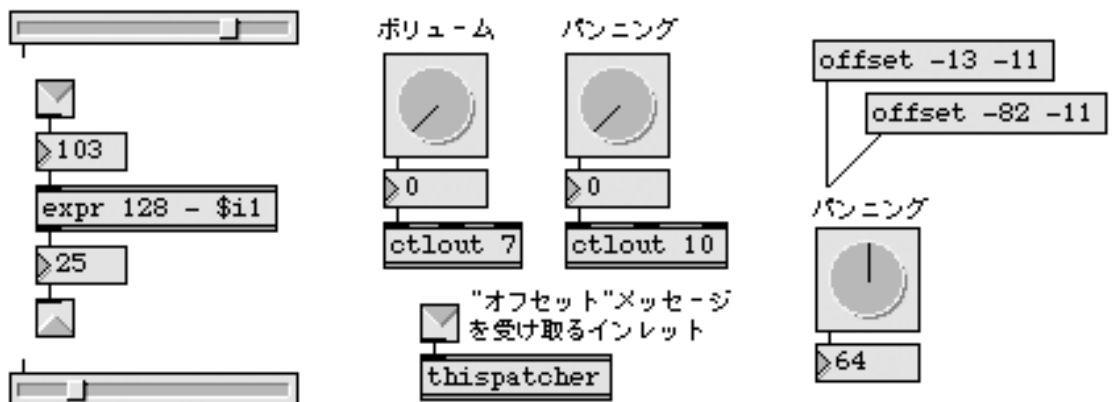 103
expr 128 - $i1
25
ボリューム
0
ctlout 7
パンニング
0
ctlout 10
"オフセット"メッセージ
を受け取るインレット
thispatcher
offset -13 -11
offset -82 -11
パンニング
64